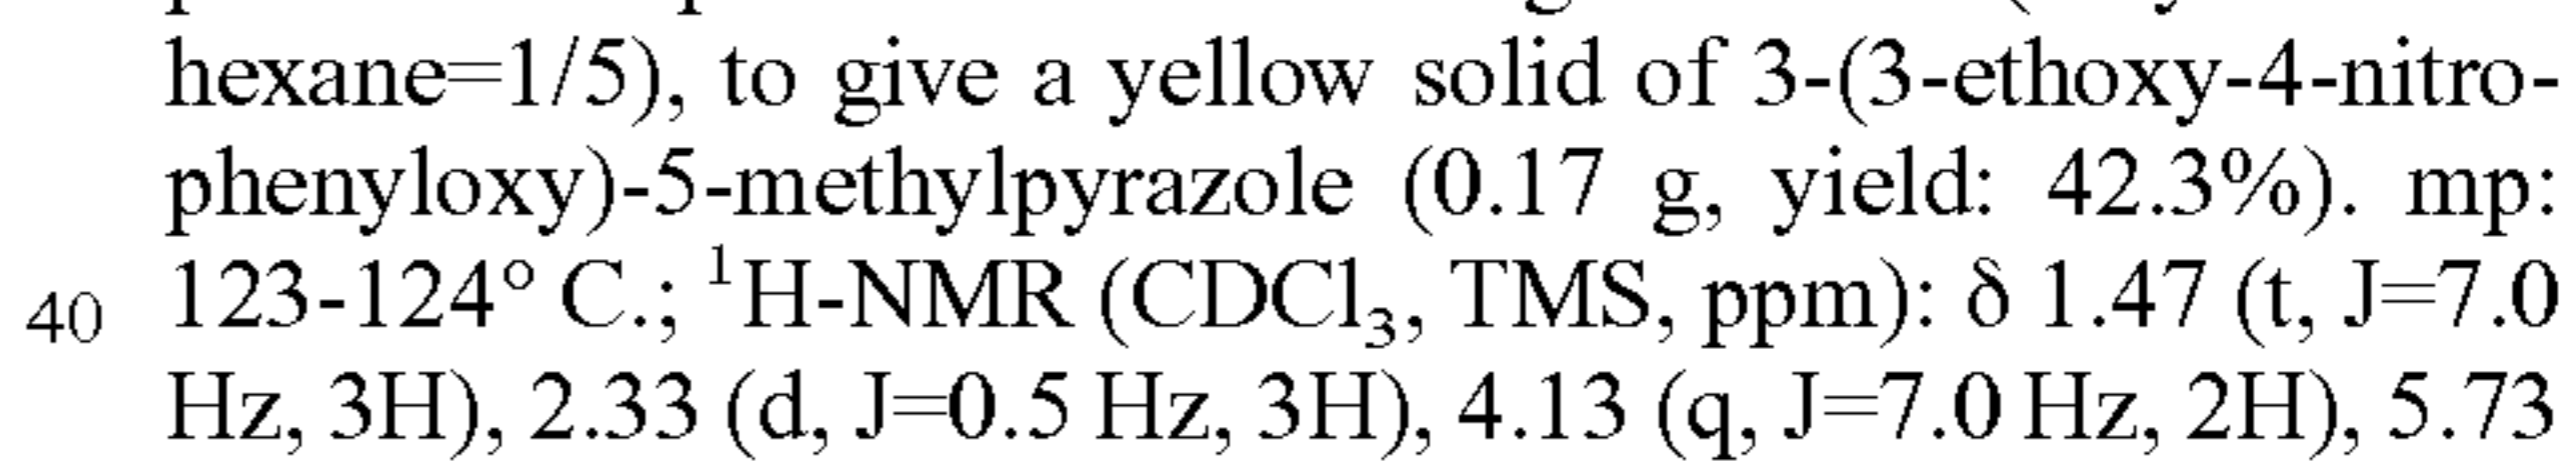 hexane=1/5), to give a yellow solid of 3-(3-ethoxy-4-nitro-
phenyloxy)-5-methylpyrazole (0.17 g, yield: 42.3%). mp:
40 123-124° C.; ¹H-NMR (CDCl₃, TMS, ppm): δ 1.47 (t, J=7.0
Hz, 3H), 2.33 (d, J=0.5 Hz, 3H), 4.13 (q, J=7.0 Hz, 2H), 5.73